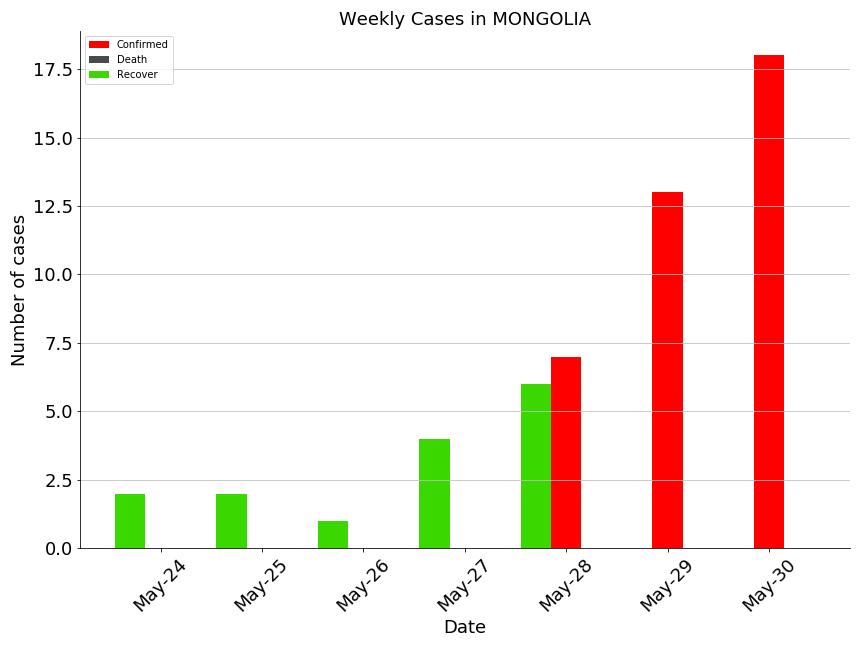 Weekly Cases in MONGOLIA
Confirmed
Death
Recover
17.5
15.0
12.5
10.0
7.5
5.0
2.5
0.0
Number of cases
May-24
May-25
May-26
May-27
May-28
May-29
May-30
Date